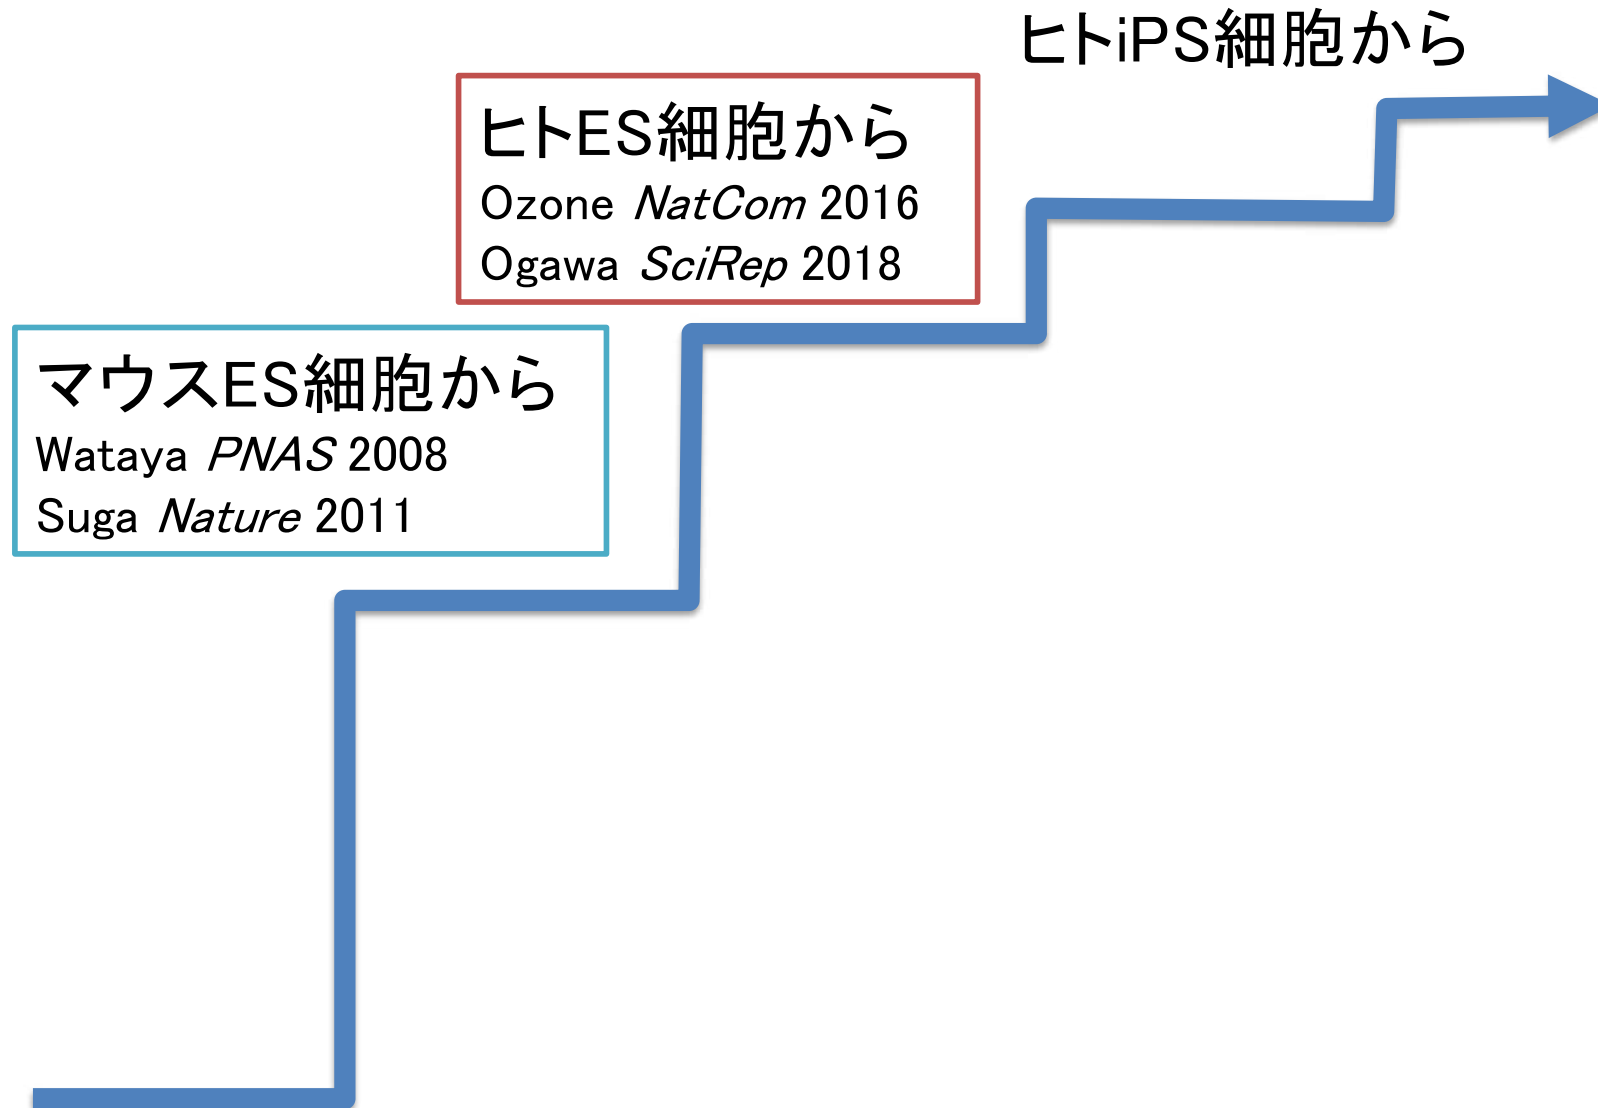 ヒトiPS細胞から
ヒトES細胞から
Ozone NatCom 2016
Ogawa SciRep 2018
マウスES細胞から
Wataya PNAS 2008
Suga Nature 2011